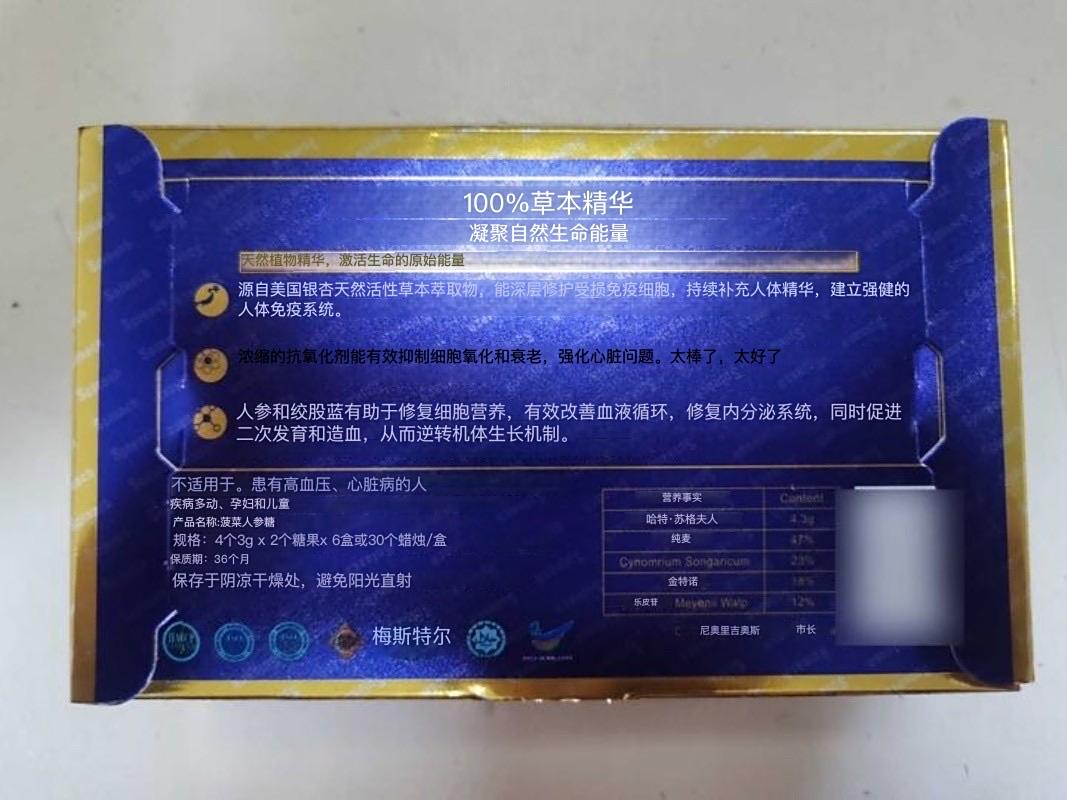 100%草本精华
凝聚自然生命能量
天然植物精华，激活生命的原始能量
源自美国银杏天然活性草本萃取物，能深层修护受损免疫细胞，持续补充人体精华，建立强健的
人体免疫系统。
浓缩的抗氧化剂能有效抑制细胞氧化和衰老，强化心脏问题。太棒了，太好了
人参和绞股蓝有助于修复细胞营养，有效改善血液循环，修复内分泌系统，同时促进
二次发育和造血，从而逆转机体生长机制。
不适用于。患有高血压、心脏病的人
疾病多动、孕妇和儿童
产品名称:菠菜人参糖
规格：4个3g x 2个糖果x 6盒或30个蜡烛/盒
保质期：36个月
保存于阴凉干燥处，避免阳光直射
营养事实 Content
哈特·苏格夫人 4.3g
纯麦 47%
Cynomrium Songaricum 23%
金特诺 18%
乐皮苷 Meyenii Walp 12%
尼奥里吉奥斯 市长
梅斯特尔